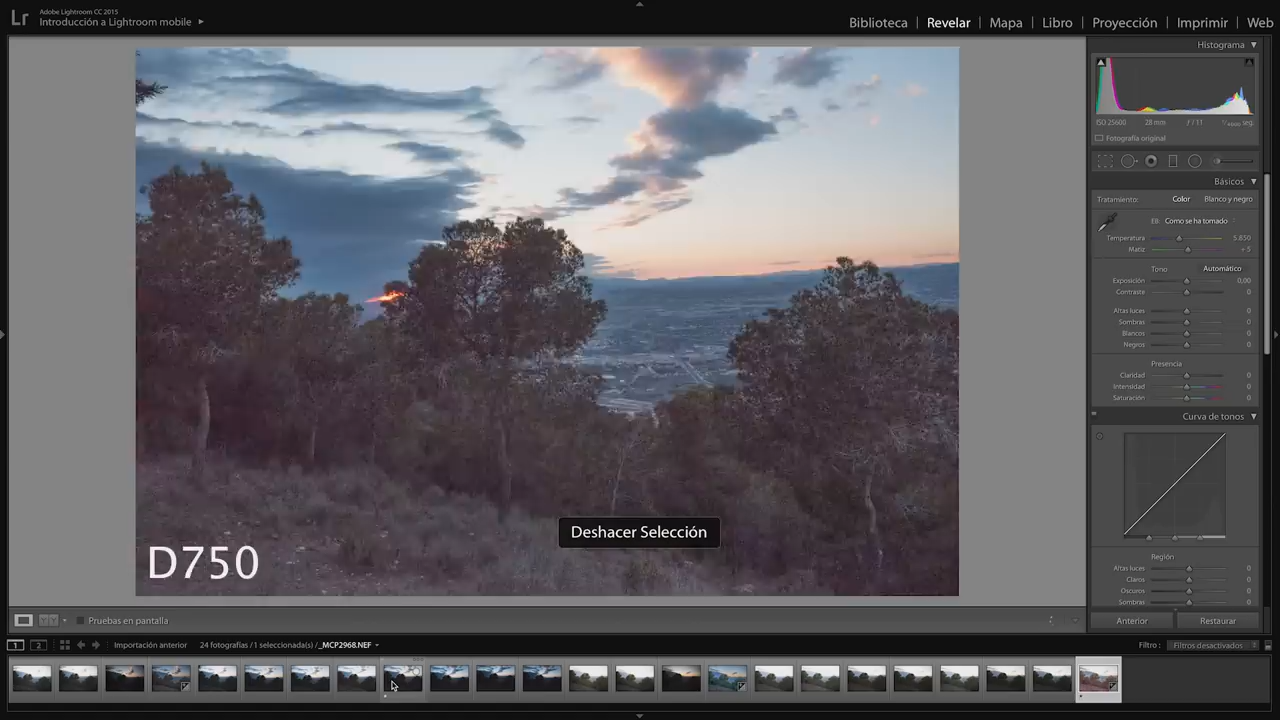 Lr
Adobe Lightroom CC 2015
Introducción a Lightroom mobile
Biblioteca | Revelar | Mapa | Libro | Proyección | Imprimir | Web
Histograma
ISO 25600 28 mm ƒ / 11
Fotografía original
Básicos
Tratamiento: Color Blanco y negro
EB: Como se ha tomado
Temperatura 5.850
Matiz + 5
Tono Automático
Exposición 0,00
Contraste 0
Altas luces 0
Sombras 0
Blancos 0
Negros 0
Presencia
Claridad 0
Intensidad 0
Saturación 0
Curva de tonos
Región
Altas luces 0
Claros 0
Oscuros 0
Sombras 0
Deshacer Selección
D750
Pruebas en pantalla
Anterior Restaurar
1 2 Importación anterior 24 fotografías / 1 seleccionada(s) / _MCP2968.NEF
Filtro : Filtros desactivados